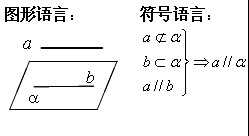 图形语言：
a
b
α
符号语言：
a ⊄ α
b ⊂ α
a // b
⇒ a // α